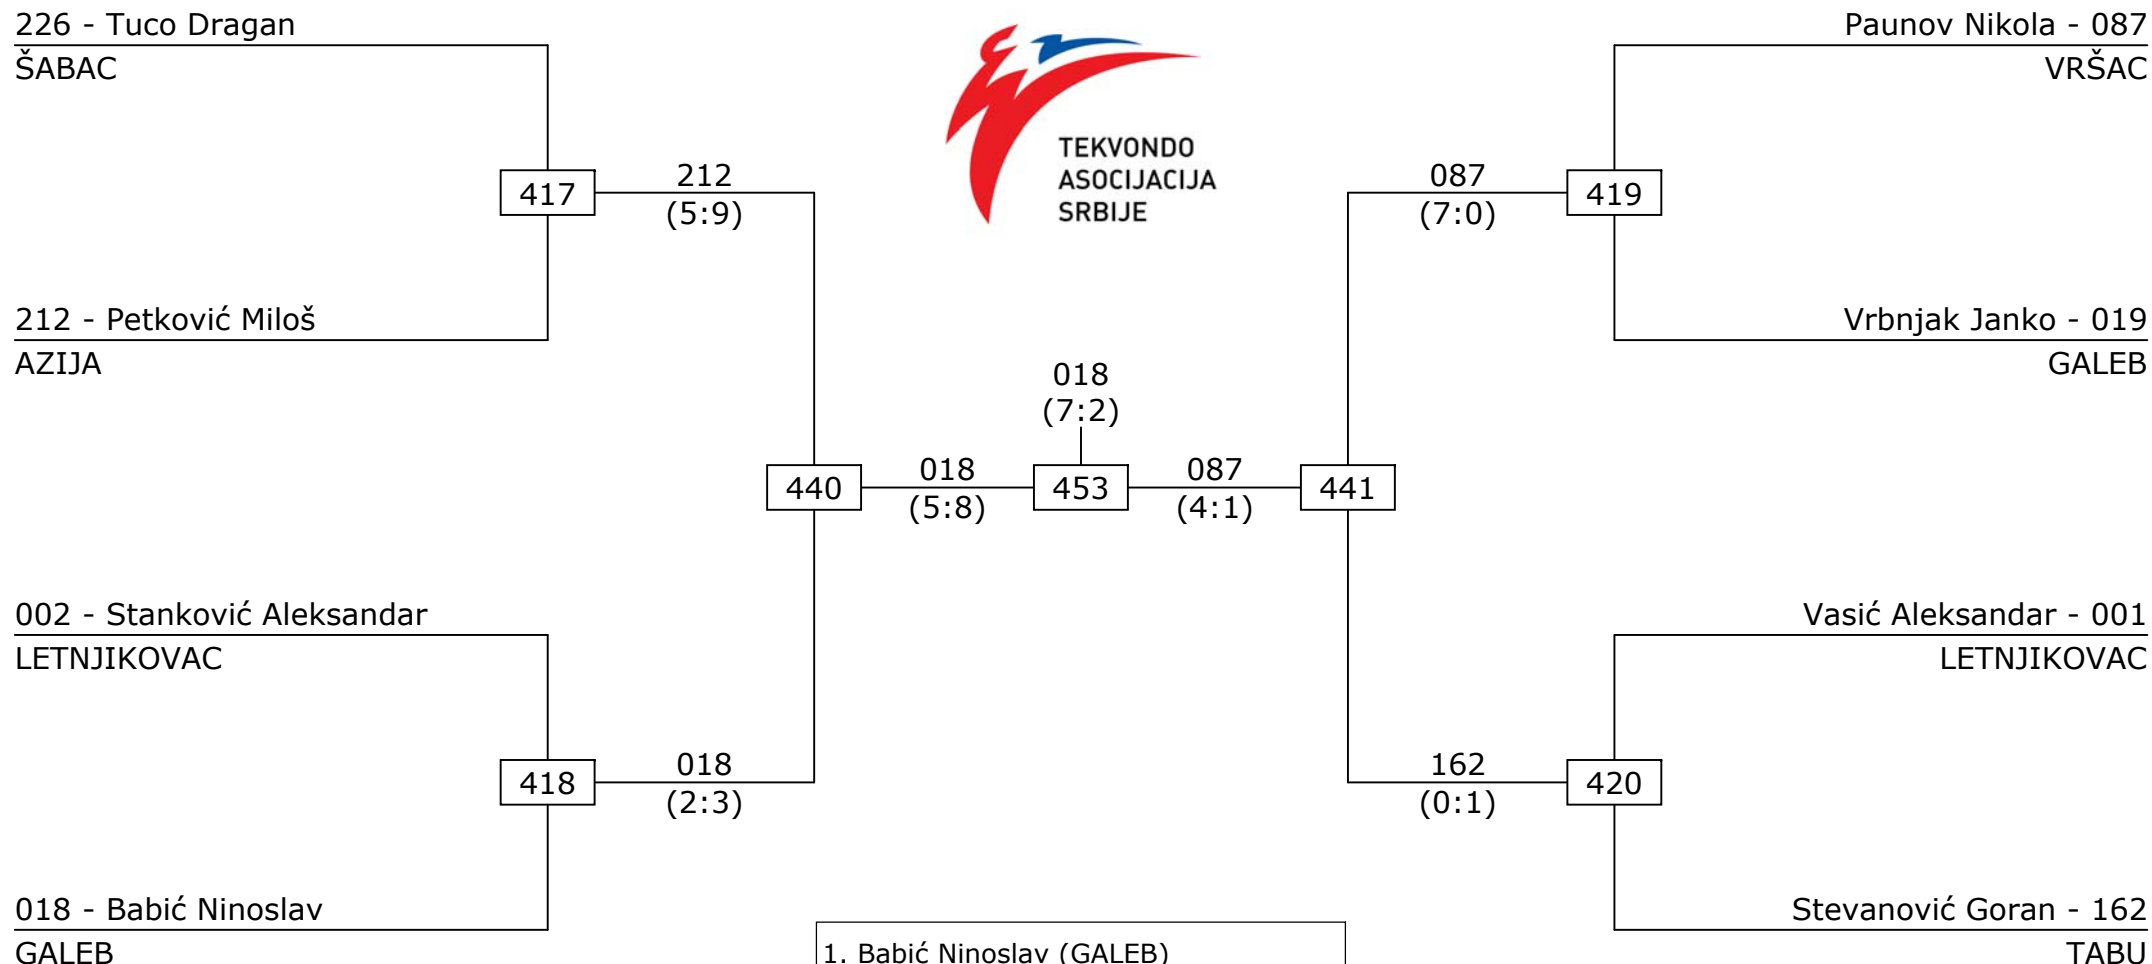 226 - Tuco Dragan
ŠABAC
212 - Petković Miloš
AZIJA
002 - Stanković Aleksandar
LETNJIKOVAC
018 - Babić Ninoslav
GALEB
417
212
(5:9)
418
018
(2:3)
440
018
(5:8)
TEKVONDO
ASOCIJACIJA
SRBIJE
018
(7:2)
453
087
(4:1)
441
087
(7:0)
419
162
(0:1)
420
Paunov Nikola - 087
VRŠAC
Vrbnjak Janko - 019
GALEB
Vasić Aleksandar - 001
LETNJIKOVAC
Stevanović Goran - 162
TABU
1. Babić Ninoslav (GALEB)